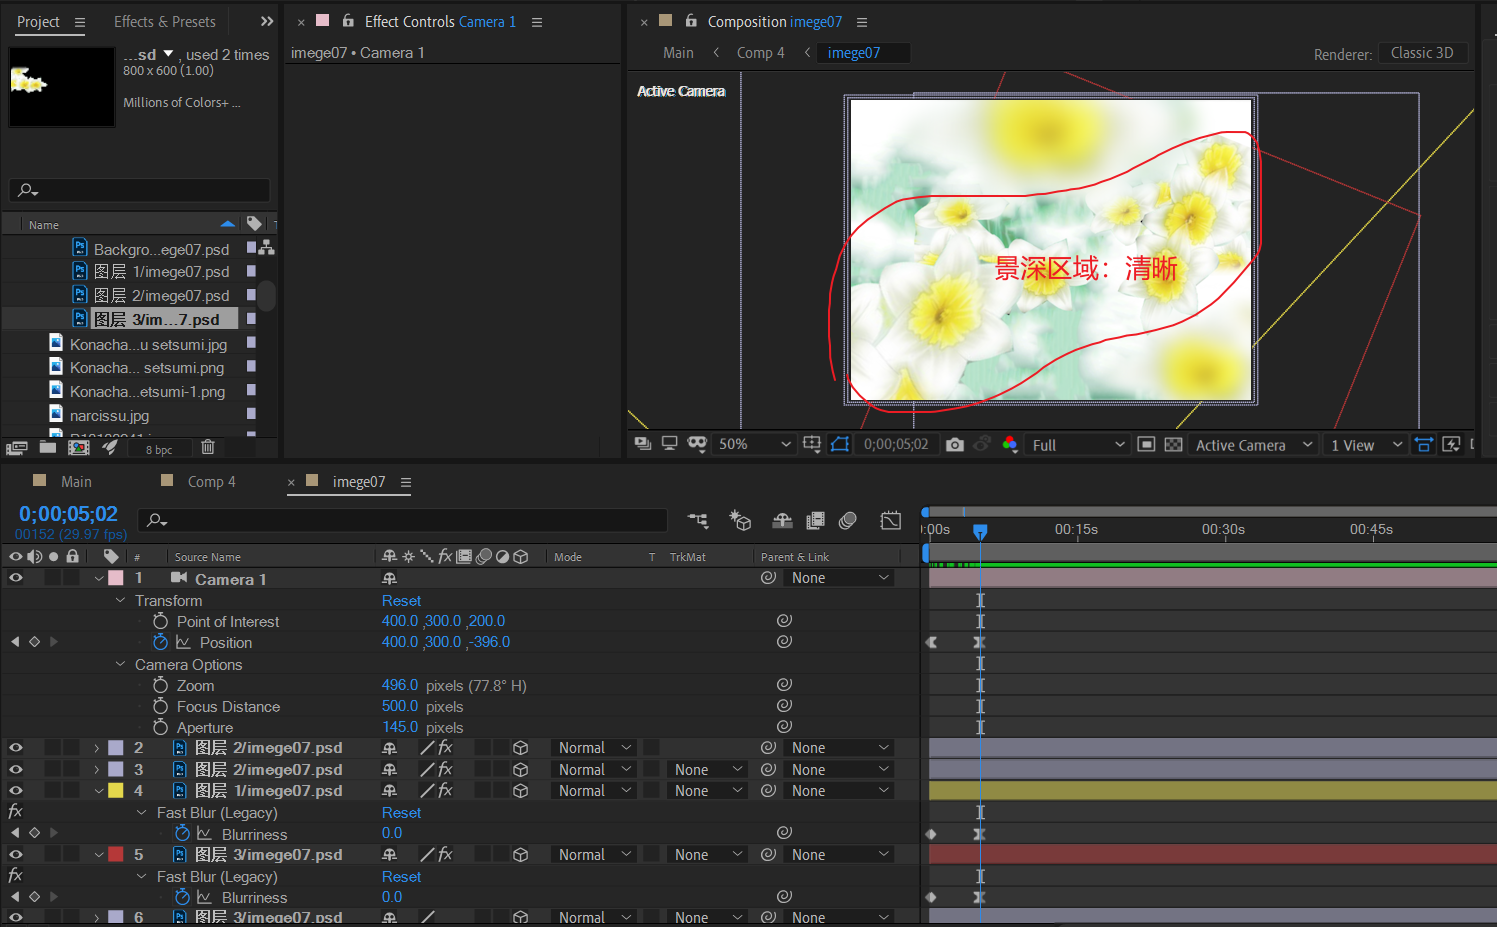 Project
Effects & Presets
...sd , used 2 times
800 x 600 (1.00)
Millions of Colors+ ...
Name
Backgro...ege07.psd
图层 1/imege07.psd
图层 2/imege07.psd
图层 3/im...7.psd
Konacha...u setsumi.jpg
Konacha... setsumi.png
Konacha...etsumi-1.png
narcissu.jpg
8 bpc
Effect Controls Camera 1
imege07 • Camera 1
Composition imege07
Main
Comp 4
imege07
Renderer:
Classic 3D
Active Camera
景深区域：清晰
50%
0;00;05;02
Full
Active Camera
1 View
Main
Comp 4
imege07
0;00;05;02
00152 (29.97 fps)
:00s
00:15s
00:30s
00:45s
#
Source Name
fx
Mode
T
TrkMat
Parent & Link
1
Camera 1
None
Transform
Reset
Point of Interest
400.0 ,300.0 ,200.0
Position
400.0 ,300.0 ,-396.0
Camera Options
Zoom
496.0 pixels (77.8° H)
Focus Distance
500.0 pixels
Aperture
145.0 pixels
2
图层 2/imege07.psd
fx
Normal
None
3
图层 2/imege07.psd
fx
Normal
None
None
4
图层 1/imege07.psd
fx
Normal
None
None
fx
Fast Blur (Legacy)
Reset
Blurriness
0.0
5
图层 3/imege07.psd
fx
Normal
None
None
fx
Fast Blur (Legacy)
Reset
Blurriness
0.0
6
图层 3/imege07.psd
Normal
None
None